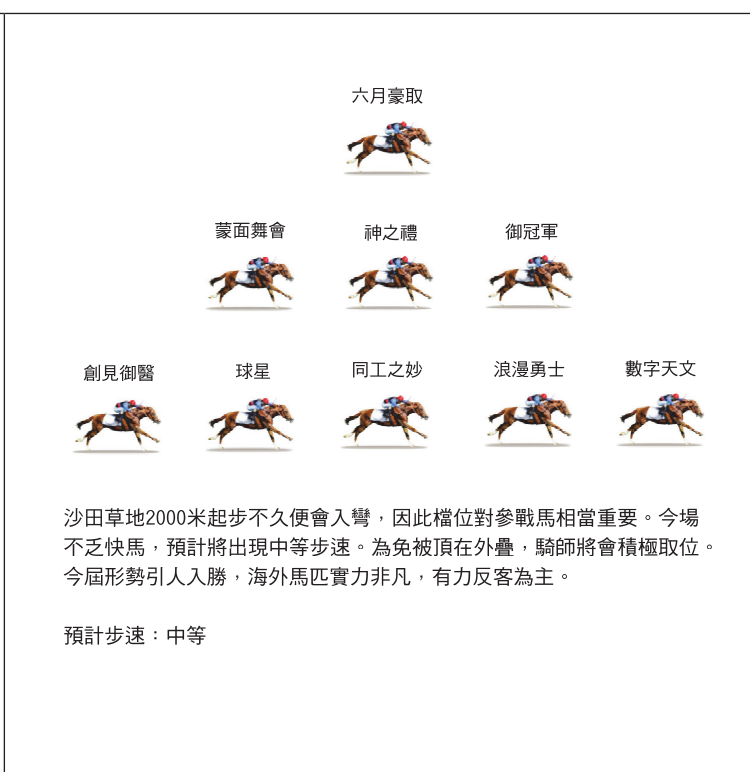 六月豪取
蒙面舞會 神之禮 御冠軍
創見御醫 球星 同工之妙 浪漫勇士 數字天文
沙田草地2000米起步不久便會入彎，因此檔位對參戰馬相當重要。今場
不乏快馬，預計將出現中等步速。為免被頂在外疊，騎師將會積極取位。
今屆形勢引人入勝，海外馬匹實力非凡，有力反客為主。
預計步速：中等